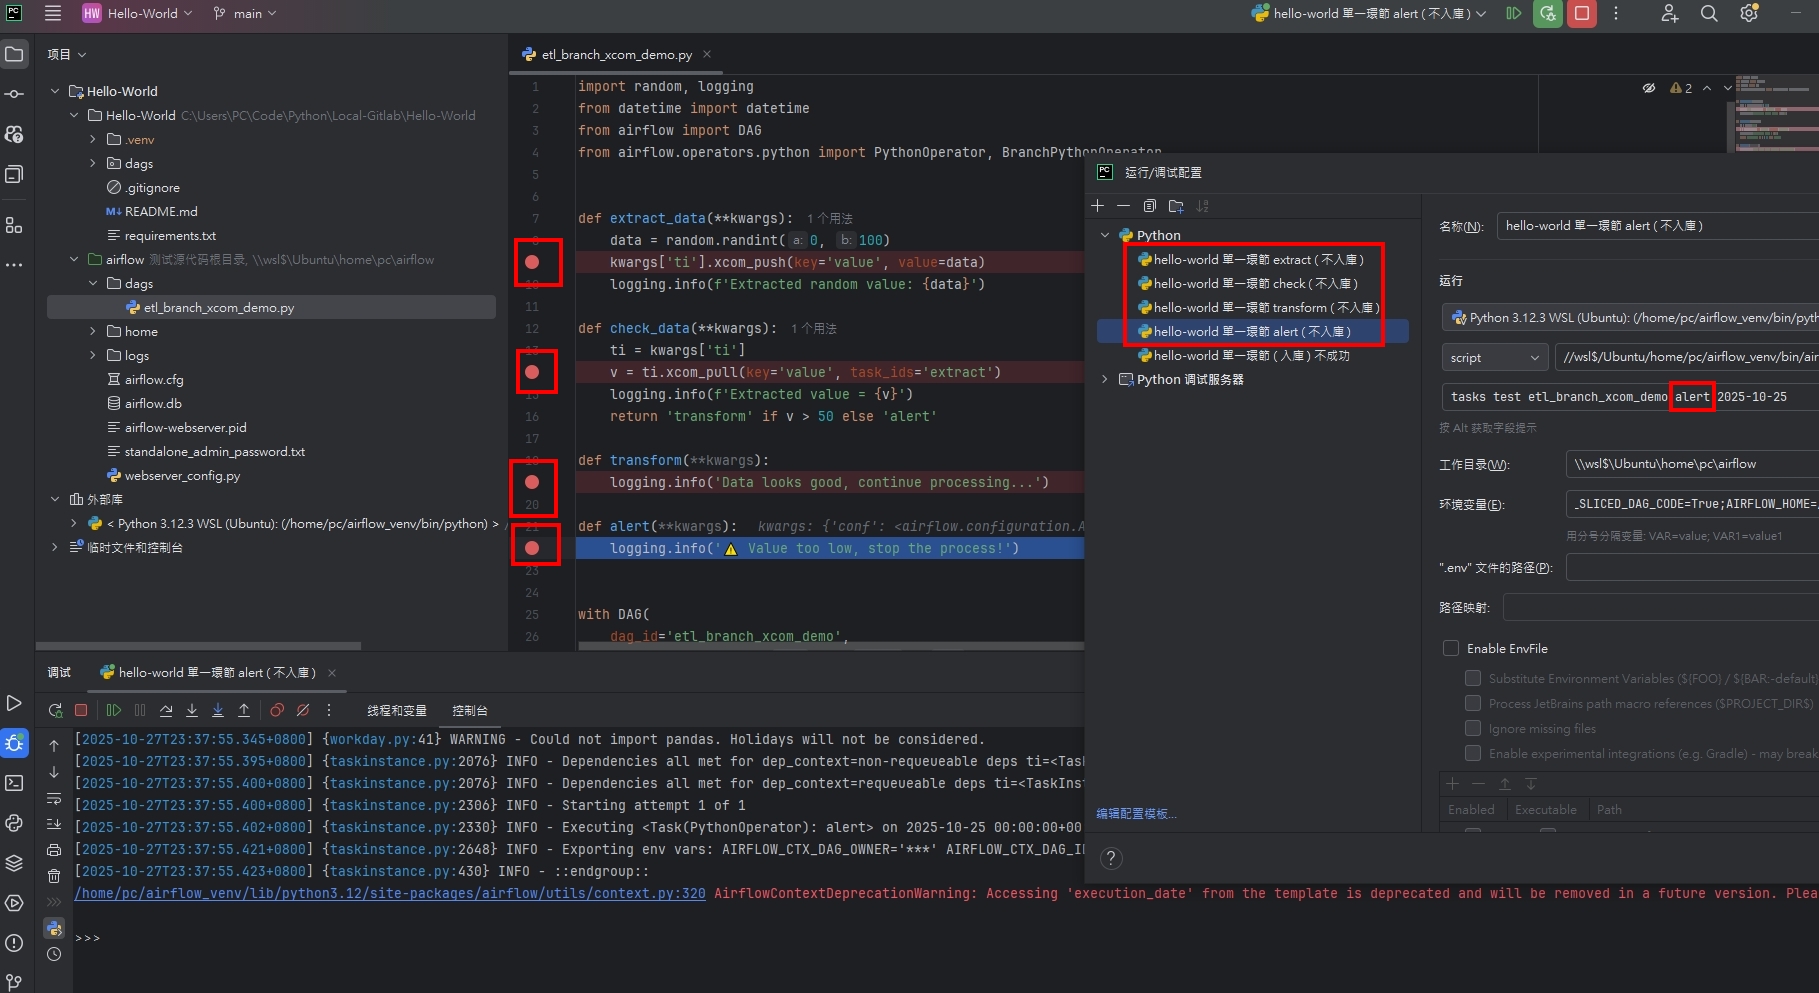 PC
HW Hello-World
main
hello-world 單一環節 alert ( 不入庫 )
项目
Hello-World
Hello-World C:\Users\PC\Code\Python\Local-Gitlab\Hello-World
.venv
dags
.gitignore
M↓ README.md
requirements.txt
airflow 测试源代码根目录, \\wsl$\Ubuntu\home\pc\airflow
dags
etl_branch_xcom_demo.py
home
logs
airflow.cfg
airflow.db
airflow-webserver.pid
standalone_admin_password.txt
webserver_config.py
外部库
< Python 3.12.3 WSL (Ubuntu): (/home/pc/airflow_venv/bin/python) >
临时文件和控制台
etl_branch_xcom_demo.py
2
1 import random, logging
2 from datetime import datetime
3 from airflow import DAG
4 from airflow.operators.python import PythonOperator, BranchPythonOperator
5
6
7 def extract_data(**kwargs): 1 个用法
data = random.randint( a: 0, b: 100)
kwargs['ti'].xcom_push(key='value', value=data)
logging.info(f'Extracted random value: {data}')
11
12 def check_data(**kwargs): 1 个用法
ti = kwargs['ti']
v = ti.xcom_pull(key='value', task_ids='extract')
logging.info(f'Extracted value = {v}')
16 return 'transform' if v > 50 else 'alert'
17
def transform(**kwargs):
logging.info('Data looks good, continue processing...')
20
def alert(**kwargs): kwargs: {'conf': <airflow.configuration.A
logging.info('⚠ Value too low, stop the process!')
23
24
25 with DAG(
26 dag_id='etl_branch_xcom_demo',
PC 运行/调试配置
Python
hello-world 單一環節 extract ( 不入庫 )
hello-world 單一環節 check ( 不入庫 )
hello-world 單一環節 transform ( 不入庫 )
hello-world 單一環節 alert ( 不入庫 )
hello-world 單一環節 ( 入庫 ) 不成功
Python 调试服务器
编辑配置模板...
?
名称(N): hello-world 單一環節 alert ( 不入庫 )
运行
Python 3.12.3 WSL (Ubuntu): (/home/pc/airflow_venv/bin/pyth
script //wsl$/Ubuntu/home/pc/airflow_venv/bin/air
tasks test etl_branch_xcom_demo alert 2025-10-25
按 Alt 获取字段提示
工作目录(W): \\wsl$\Ubuntu\home\pc\airflow
环境变量(E): _SLICED_DAG_CODE=True;AIRFLOW_HOME=
用分号分隔变量: VAR=value; VAR1=value1
".env" 文件的路径(P):
路径映射:
Enable EnvFile
Substitute Environment Variables (${FOO} / ${BAR:-default}
Process JetBrains path macro references ($PROJECT_DIR$)
Ignore missing files
Enable experimental integrations (e.g. Gradle) - may break
Enabled Executable Path
调试 hello-world 單一環節 alert ( 不入庫 )
线程和变量 控制台
[2025-10-27T23:37:55.345+0800] {workday.py:41} WARNING - Could not import pandas. Holidays will not be considered.
[2025-10-27T23:37:55.395+0800] {taskinstance.py:2076} INFO - Dependencies all met for dep_context=non-requeueable deps ti=<Task
[2025-10-27T23:37:55.400+0800] {taskinstance.py:2076} INFO - Dependencies all met for dep_context=requeueable deps ti=<TaskInst
[2025-10-27T23:37:55.400+0800] {taskinstance.py:2306} INFO - Starting attempt 1 of 1
[2025-10-27T23:37:55.402+0800] {taskinstance.py:2330} INFO - Executing <Task(PythonOperator): alert> on 2025-10-25 00:00:00+00
[2025-10-27T23:37:55.421+0800] {taskinstance.py:2648} INFO - Exporting env vars: AIRFLOW_CTX_DAG_OWNER='***' AIRFLOW_CTX_DAG_I
[2025-10-27T23:37:55.423+0800] {taskinstance.py:430} INFO - ::endgroup::
/home/pc/airflow_venv/lib/python3.12/site-packages/airflow/utils/context.py:320 AirflowContextDeprecationWarning: Accessing 'execution_date' from the template is deprecated and will be removed in a future version. Plea
>>>